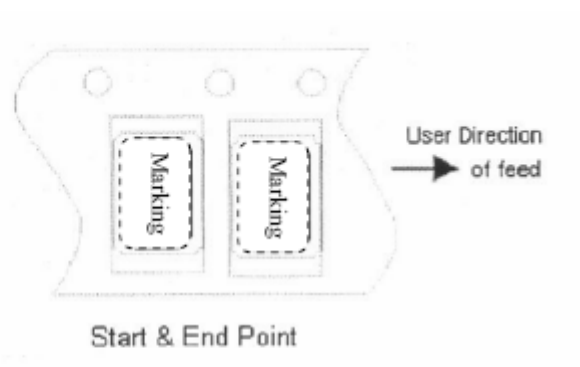 Marking
Marking
User Direction
of feed
Start & End Point